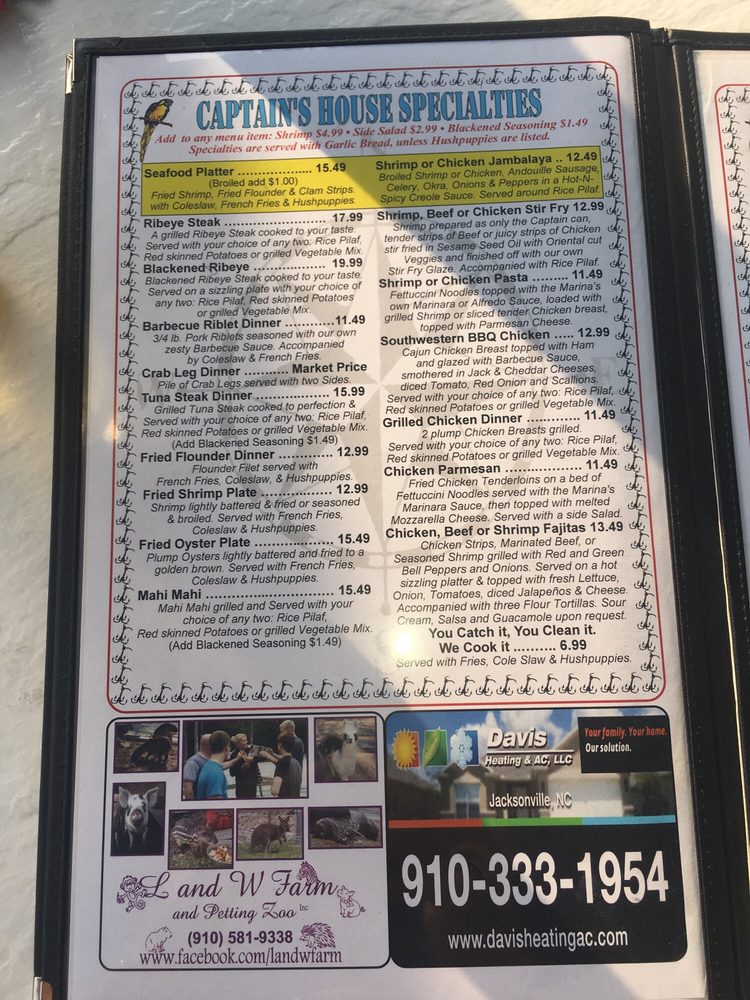 CAPTAIN'S HOUSE SPECIALTIES
Add to any menu item: Shrimp $4.99 • Side Salad $2.99 • Blackened Seasoning $1.49
Specialties are served with Garlic Bread, unless Hushpuppies are listed.
Seafood Platter ................... 15.49
(Broiled add $1.00)
Fried Shrimp, Fried Flounder & Clam Strips.
with Coleslaw, French Fries & Hushpuppies.
Ribeye Steak ........................ 17.99
A grilled Ribeye Steak cooked to your taste
Served with your choice of any two: Rice Pilaf,
Red skinned Potatoes or grilled Vegetable Mix.
Blackened Ribeye ................. 19.99
Blackened Ribeye Steak cooked to your taste.
Served on a sizzling plate with your choice of
any two: Rice Pilaf, Red skinned Potatoes
or grilled Vegetable Mix.
Barbecue Riblet Dinner ............11.49
3/4 lb. Pork Riblets seasoned with our own
zesty Barbecue Sauce. Accompanied
by Coleslaw & French Fries.
Crab Leg Dinner ........... Market Price
Pile of Crab Legs served with two Sides.
Tuna Steak Dinner ................. 15.99
Grilled Tuna Steak cooked to perfection &
Served with your choice of any two: Rice Pilaf,
Red skinned Potatoes or grilled Vegetable Mix.
(Add Blackened Seasoning $1.49)
Fried Flounder Dinner ............ 12.99
Flounder Filet served with
French Fries, Coleslaw, & Hushpuppies.
Fried Shrimp Plate ................ 12.99
Shrimp lightly battered & fried or seasoned
& broiled. Served with French Fries,
Coleslaw & Hushpuppies.
Fried Oyster Plate .................. 15.49
Plump Oysters lightly battered and fried to a
golden brown. Served with French Fries,
Coleslaw & Hushpuppies.
Mahi Mahi ............................. 15.49
Mahi Mahi grilled and Served with your
choice of any two: Rice Pilaf,
Red skinned Potatoes or grilled Vegetable Mix.
(Add Blackened Seasoning $1.49)
Shrimp or Chicken Jambalaya .. 12.49
Broiled Shrimp or Chicken, Andouille Sausage,
Celery, Okra, Onions & Peppers in a Hot-N-
Spicy Creole Sauce. Served around Rice Pilaf.
Shrimp, Beef or Chicken Stir Fry 12.99
Shrimp prepared as only the Captain can,
tender strips of Beef or juicy strips of Chicken
stir fried in Sesame Seed Oil with Oriental cut
Veggies and finished off with our own
Stir Fry Glaze. Accompanied with Rice Pilaf.
Shrimp or Chicken Pasta ......... 11.49
Fettuccini Noodles topped with the Marina's
own Marinara or Alfredo Sauce, loaded with
grilled Shrimp or sliced tender Chicken breast,
topped with Parmesan Cheese.
Southwestern BBQ Chicken ..... 12.99
Cajun Chicken Breast topped with Ham
and glazed with Barbecue Sauce,
smothered in Jack & Cheddar Cheeses,
diced Tomato, Red Onion and Scallions.
Served with your choice of any two: Rice Pilaf,
Red skinned Potatoes or grilled Vegetable Mix.
Grilled Chicken Dinner ............. 11.49
2 plump Chicken Breasts grilled.
Served with your choice of any two: Rice Pilaf,
Red skinned Potatoes or grilled Vegetable Mix.
Chicken Parmesan .................. 11.49
Fried Chicken Tenderloins on a bed of
Fettuccini Noodles served with the Marina's
Marinara Sauce, then topped with melted
Mozzarella Cheese. Served with a side Salad.
Chicken, Beef or Shrimp Fajitas 13.49
Chicken Strips, Marinated Beef, or
Seasoned Shrimp grilled with Red and Green
Bell Peppers and Onions. Served on a hot
sizzling platter & topped with fresh Lettuce,
Onion, Tomatoes, diced Jalapeños & Cheese.
Accompanied with three Flour Tortillas. Sour
Cream, Salsa and Guacamole upon request.
You Catch it, You Clean it.
We Cook it .......... 6.99
Served with Fries, Cole Slaw & Hushpuppies.
L and W Farm
and Petting Zoo Inc
(910) 581-9338
www.facebook.com/landwfarm
Davis
Heating & AC, LLC
Your family. Your home.
Our solution.
Jacksonville, NC
910-333-1954
www.davisheatingac.com